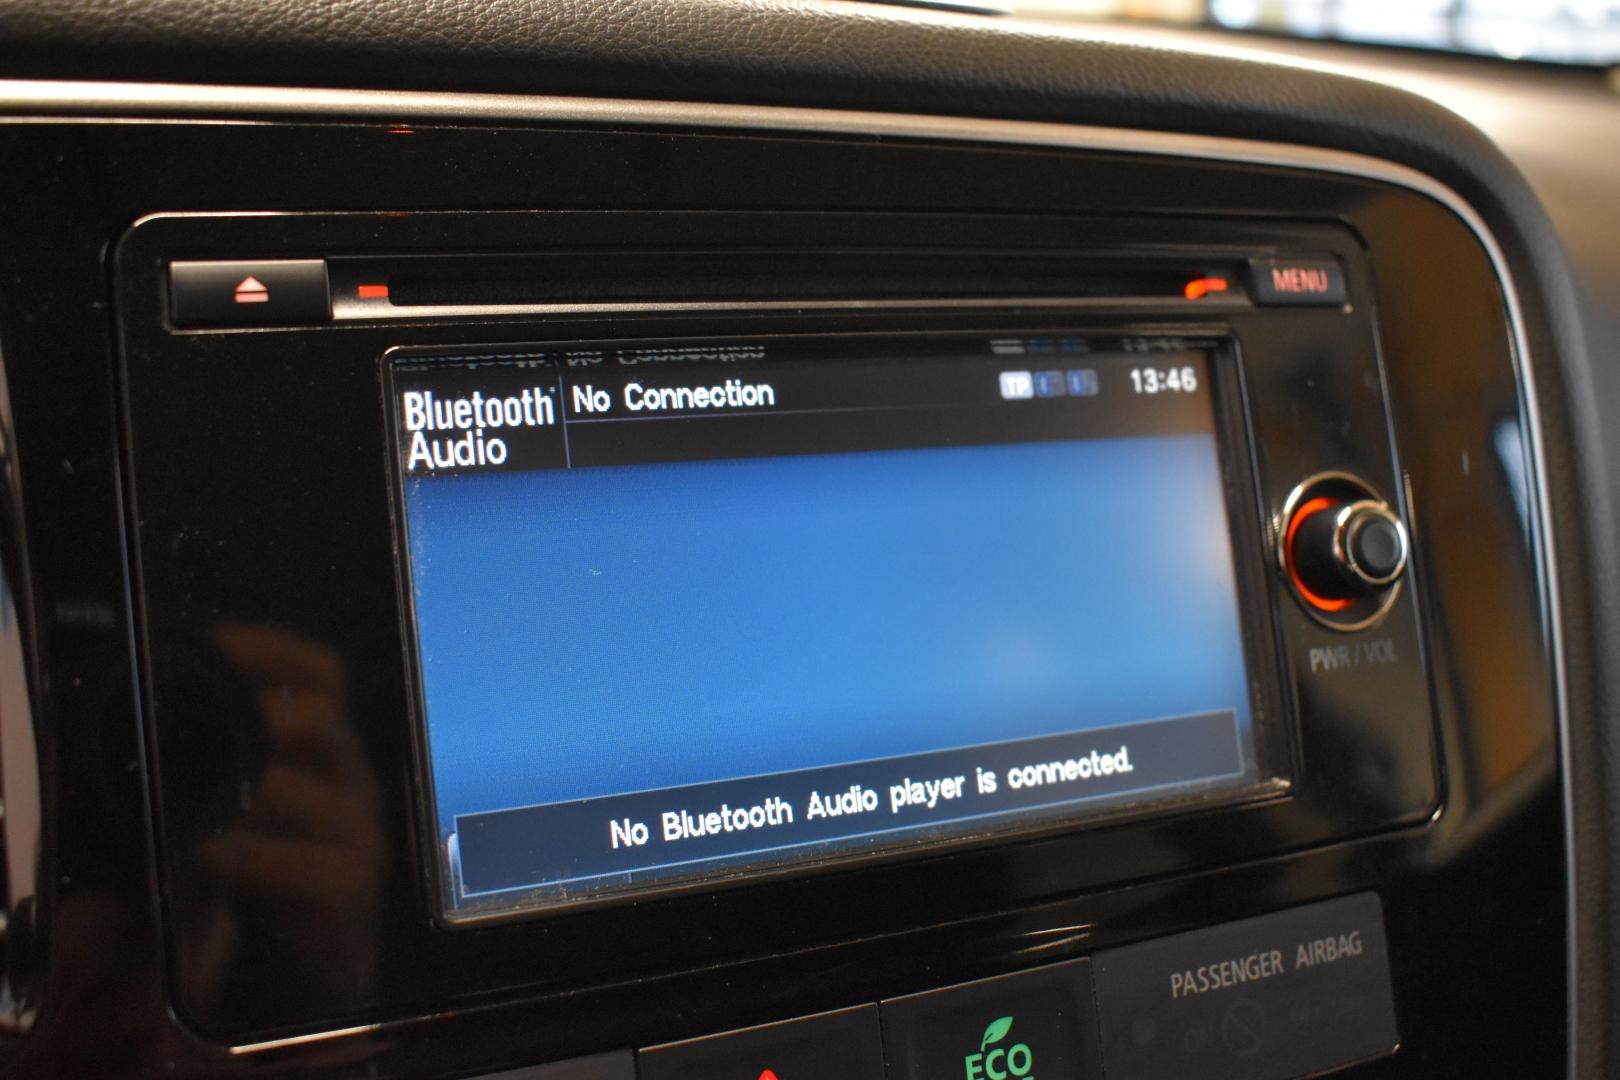 MENU
Bluetooth
Audio
No Connection
TP
13:46
No Bluetooth Audio player is connected.
PWR / VOL
PASSENGER AIRBAG
ECO